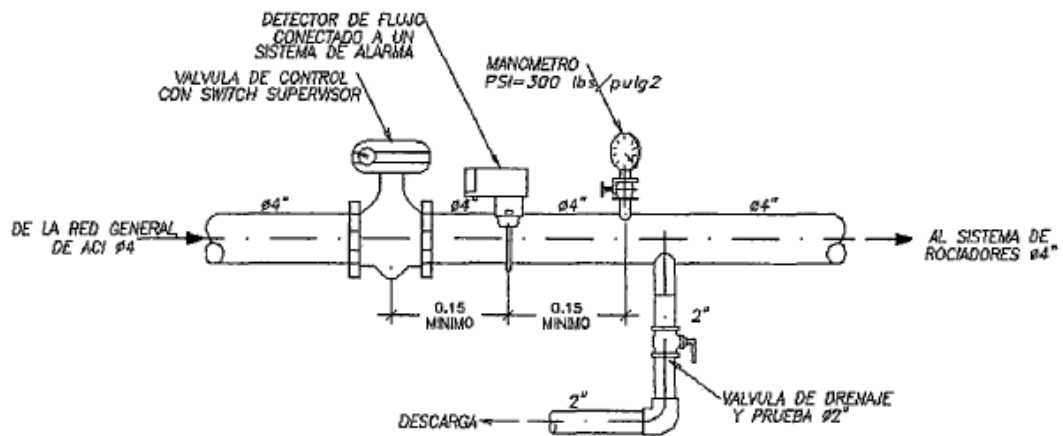 DETECTOR DE FLUJO
CONECTADO A UN
SISTEMA DE ALARMA
VALVULA DE CONTROL
CON SWITCH SUPERVISOR
MANOMETRO
PSI=300 lbs/pulg2
ø4"
ø4"
ø4"
ø4"
DE LA RED GENERAL
DE ACI ø4
AL SISTEMA DE
ROCIADORES ø4"
0.15
MINIMO
0.15
MINIMO
2"
VALVULA DE DRENAJE
Y PRUEBA ø2"
2"
DESCARGA